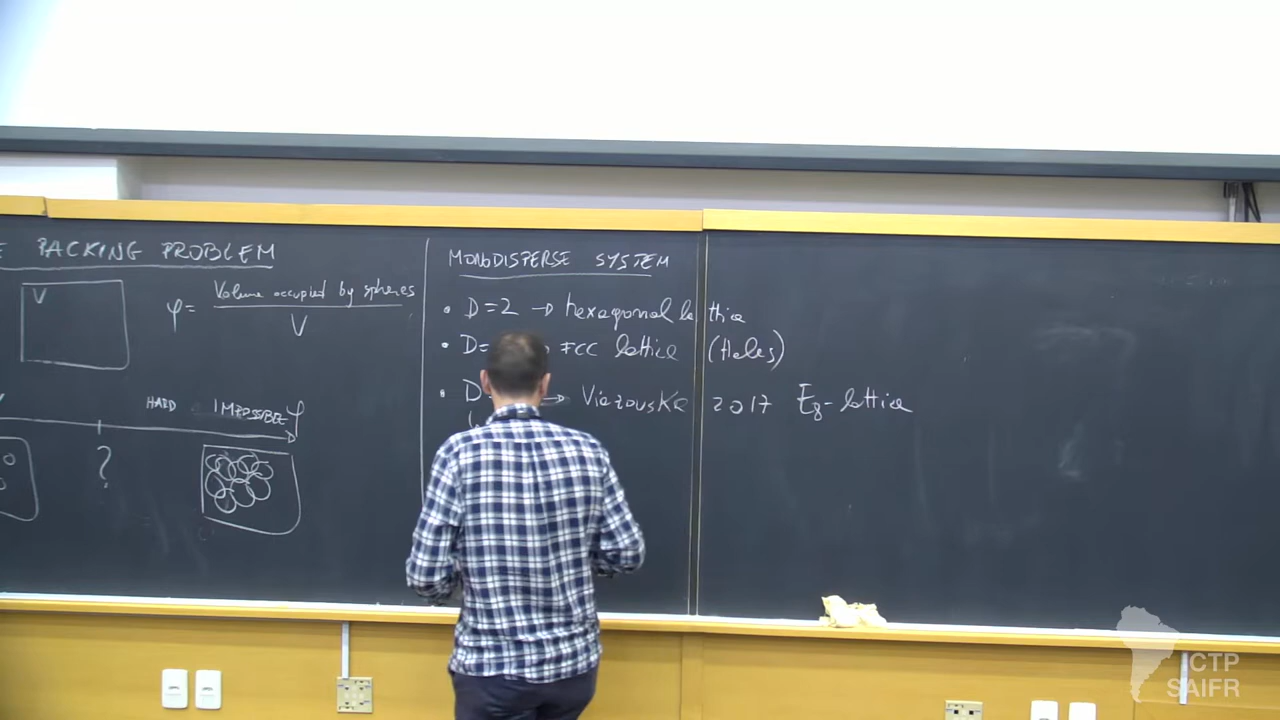 PACKING PROBLEM
V
φ = Volume occupied by spheres
V
HARD IMPOSSIBLE φ
?
MONODISPERSE SYSTEM
• D=2 → hexagonal lattice
• D= FCC lattice (Hales)
• D → Viazovska 2017 E8-lattice
ICTP
SAIFR